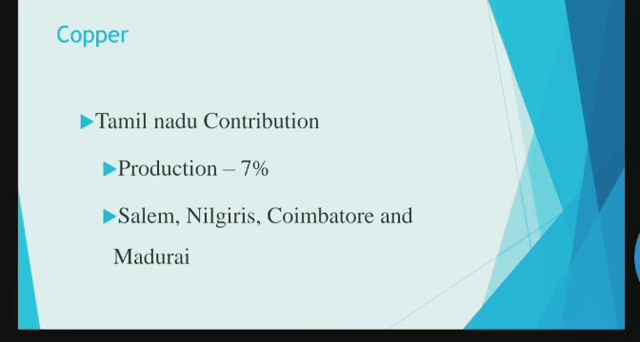 Copper
Tamil nadu Contribution
Production – 7%
Salem, Nilgiris, Coimbatore and
Madurai